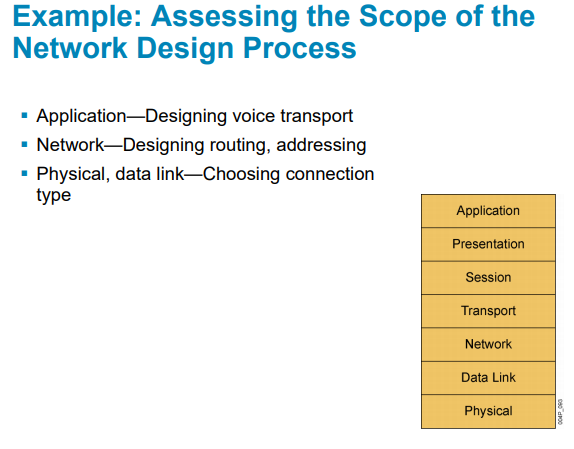 Example: Assessing the Scope of the
Network Design Process
▪ Application—Designing voice transport
▪ Network—Designing routing, addressing
▪ Physical, data link—Choosing connection
type
Application
Presentation
Session
Transport
Network
Data Link
Physical